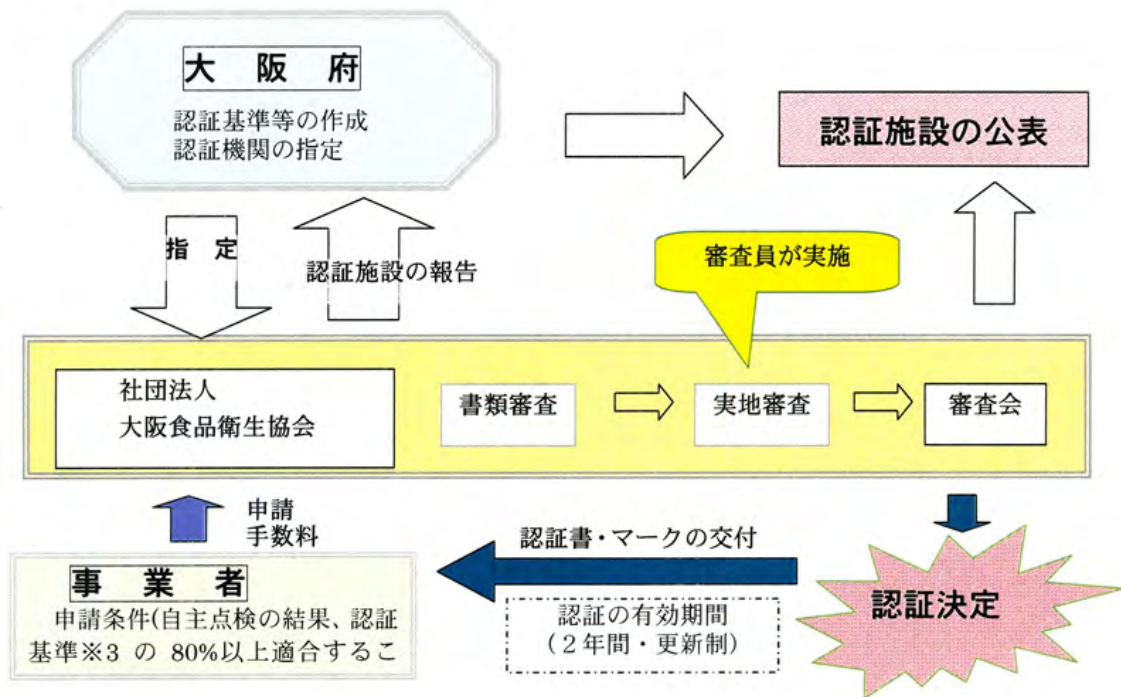 大 阪 府
認証基準等の作成
認証機関の指定
認証施設の公表
指 定
認証施設の報告
審査員が実施
社団法人
大阪食品衛生協会
書類審査
実地審査
審査会
申請
手数料
認証書・マークの交付
認証決定
認証の有効期間
(2年間・更新制)
事 業 者
申請条件(自主点検の結果、認証
基準※3 の 80%以上適合するこ